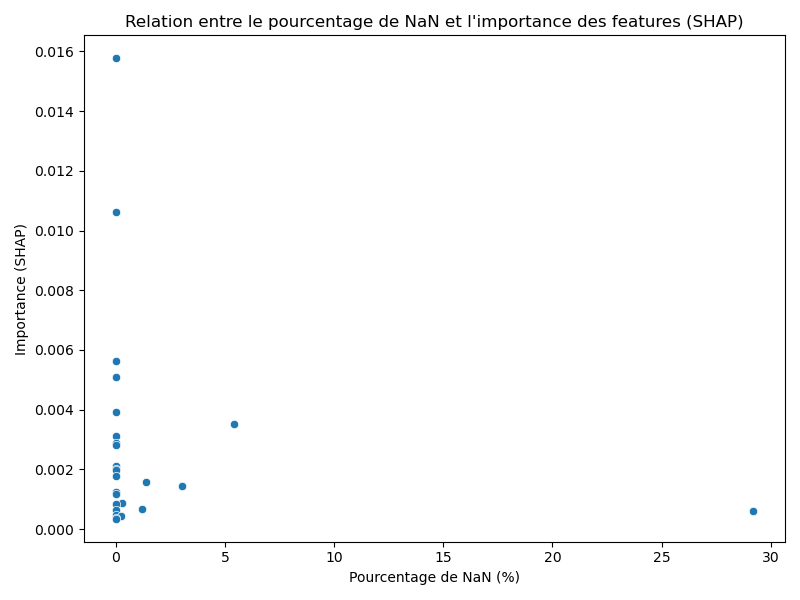 Relation entre le pourcentage de NaN et l'importance des features (SHAP)
0.016
0.014
0.012
0.010
0.008
0.006
0.004
0.002
0.000
Importance (SHAP)
0 5 10 15 20 25 30
Pourcentage de NaN (%)